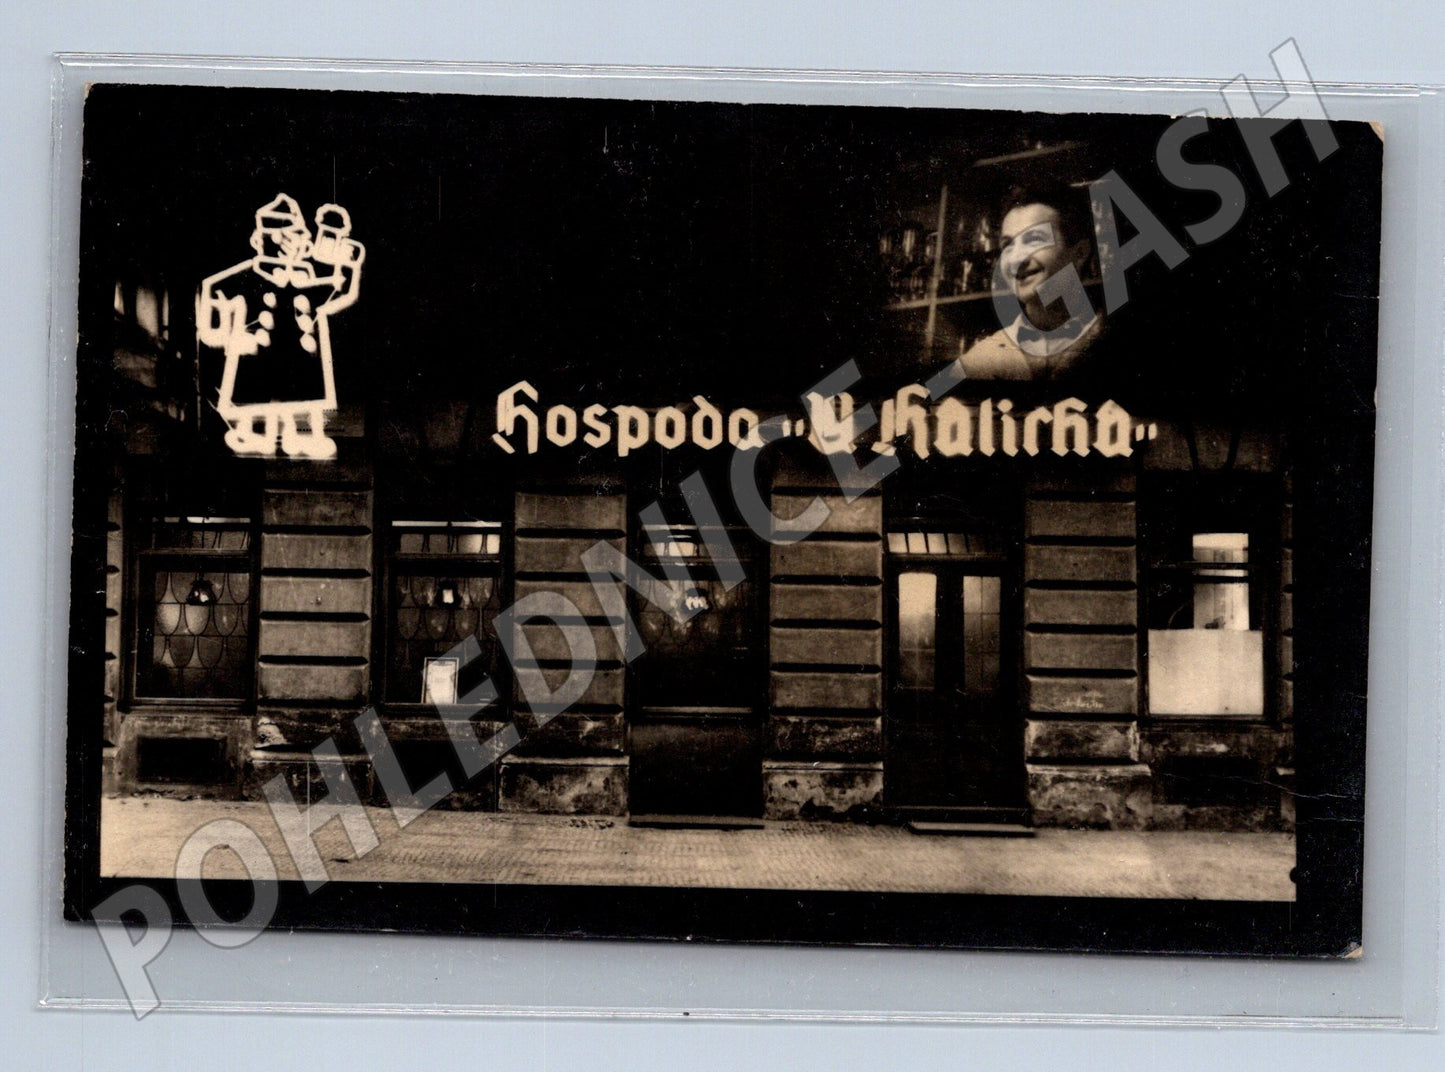 Hospoda „U Kalicha"
POHLEDNICE-GASH